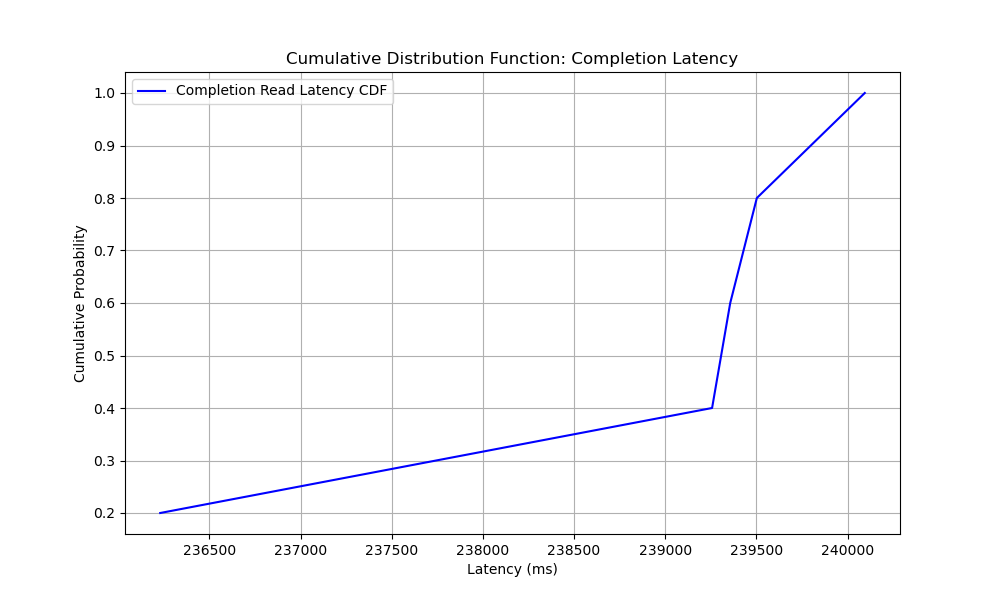 Cumulative Distribution Function: Completion Latency
Completion Read Latency CDF
1.0
0.9
0.8
0.7
0.6
0.5
0.4
0.3
0.2
Cumulative Probability
236500 237000 237500 238000 238500 239000 239500 240000
Latency (ms)